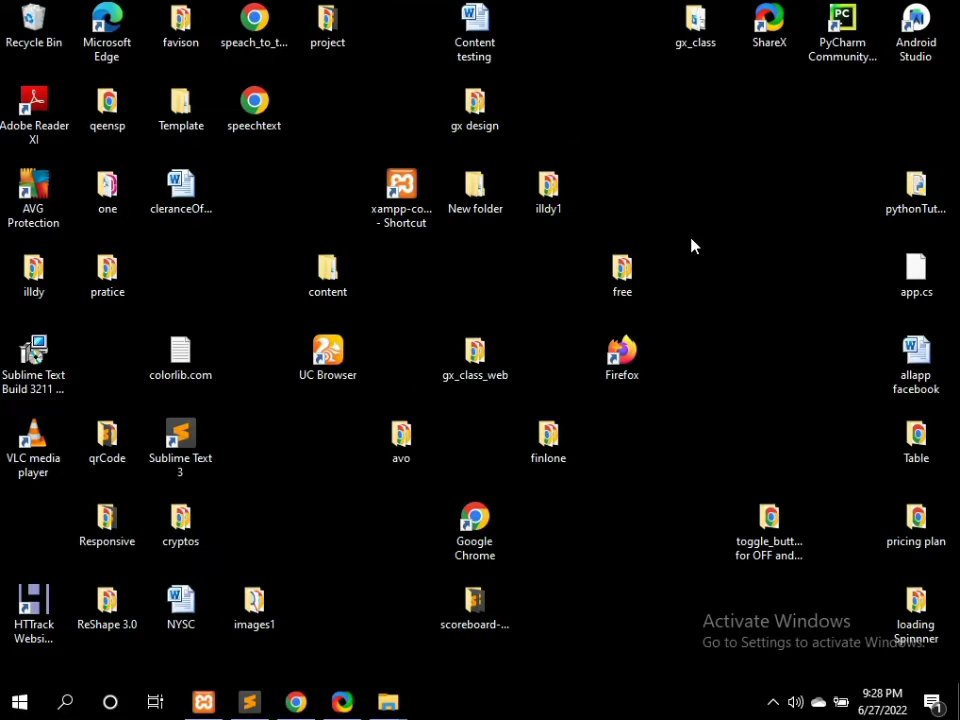 Recycle Bin
Microsoft
Edge
favison
speach_to_t...
project
Content
testing
gx_class
ShareX
PyCharm
Community...
Android
Studio
Adobe Reader
XI
qeensp
Template
speechtext
gx design
AVG
Protection
one
cleranceOf...
xampp-co...
- Shortcut
New folder
illdy1
pythonTut...
illdy
pratice
content
free
app.cs
Sublime Text
Build 3211 ...
colorlib.com
UC Browser
gx_class_web
Firefox
allapp
facebook
VLC media
player
qrCode
Sublime Text
3
avo
finlone
Table
Responsive
cryptos
Google
Chrome
toggle_butt...
for OFF and...
pricing plan
HTTrack
Websi...
ReShape 3.0
NYSC
images1
scoreboard-...
loading
Spinnner
Activate Windows
Go to Settings to activate Windows.
9:28 PM
6/27/2022
1